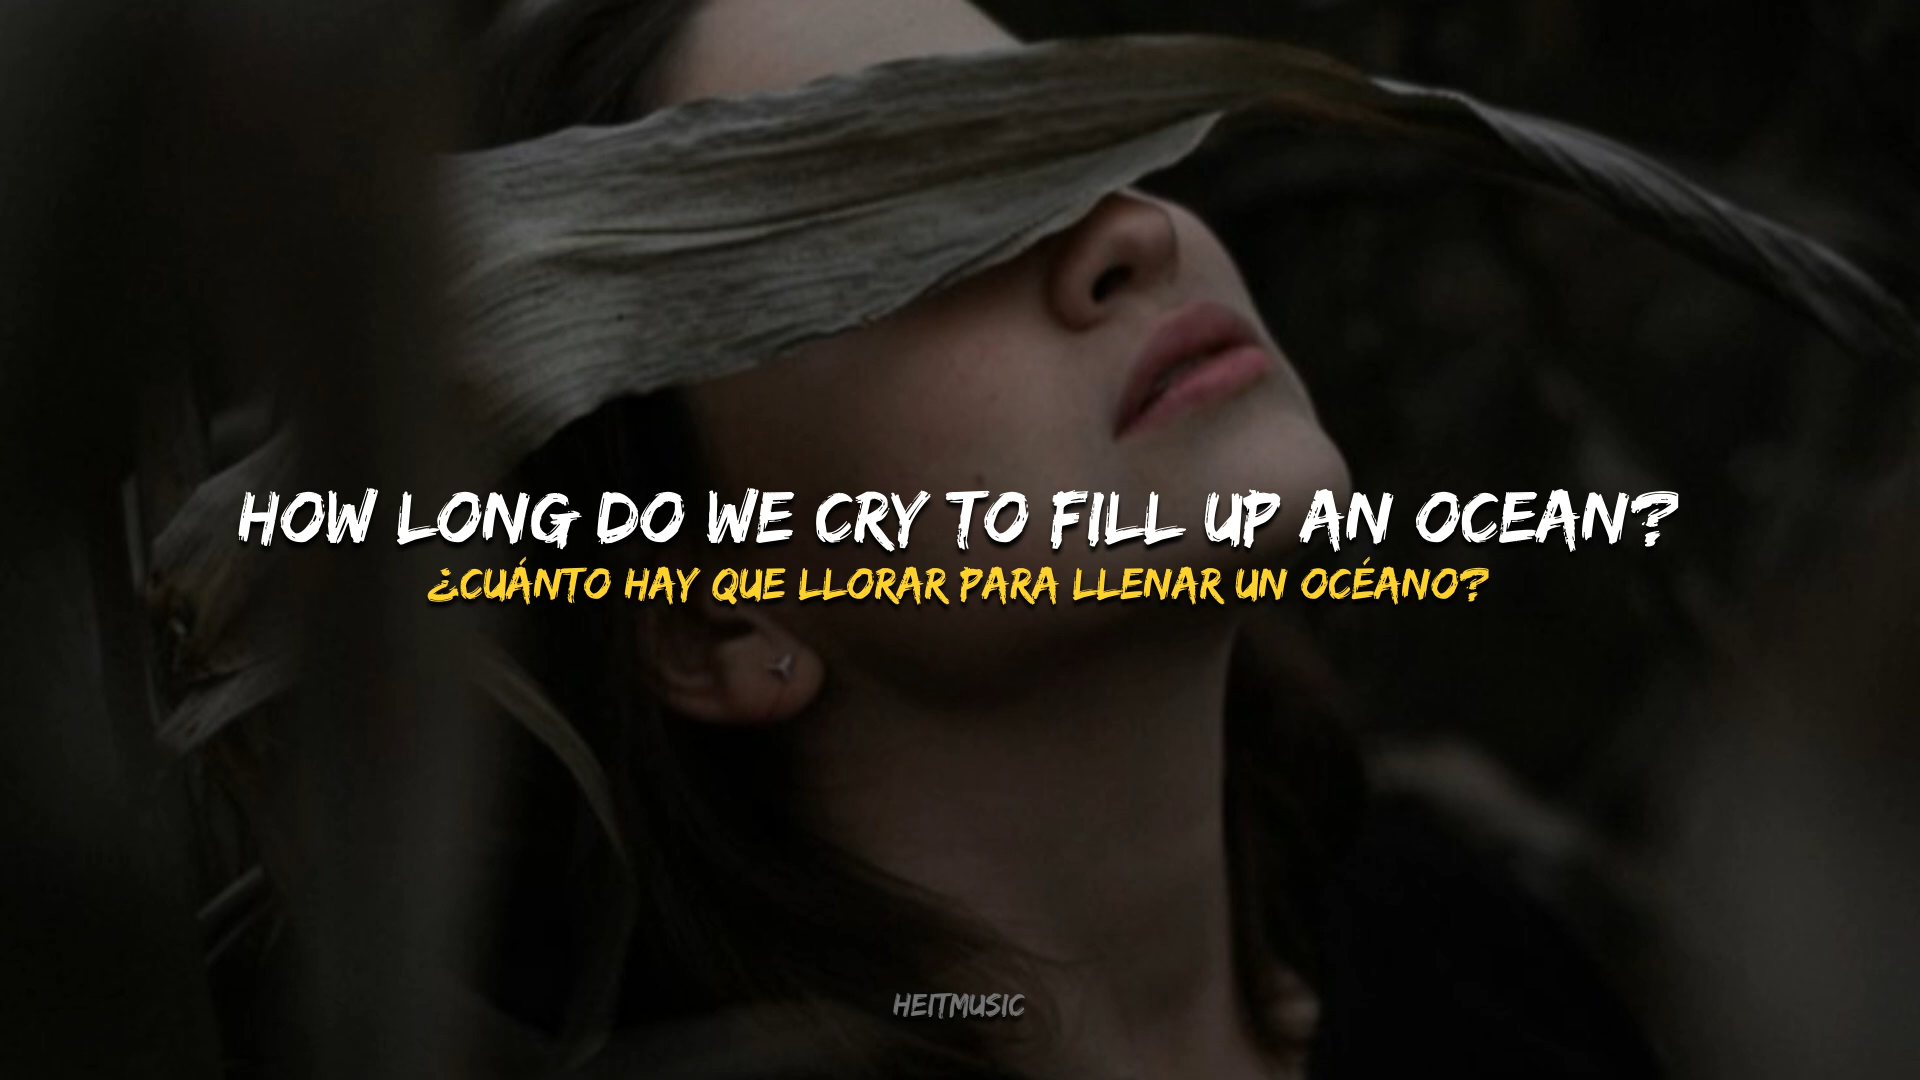 HOW LONG DO WE CRY TO FILL UP AN OCEAN?
¿CUÁNTO HAY QUE LLORAR PARA LLENAR UN OCÉANO?
HEITMUSIC